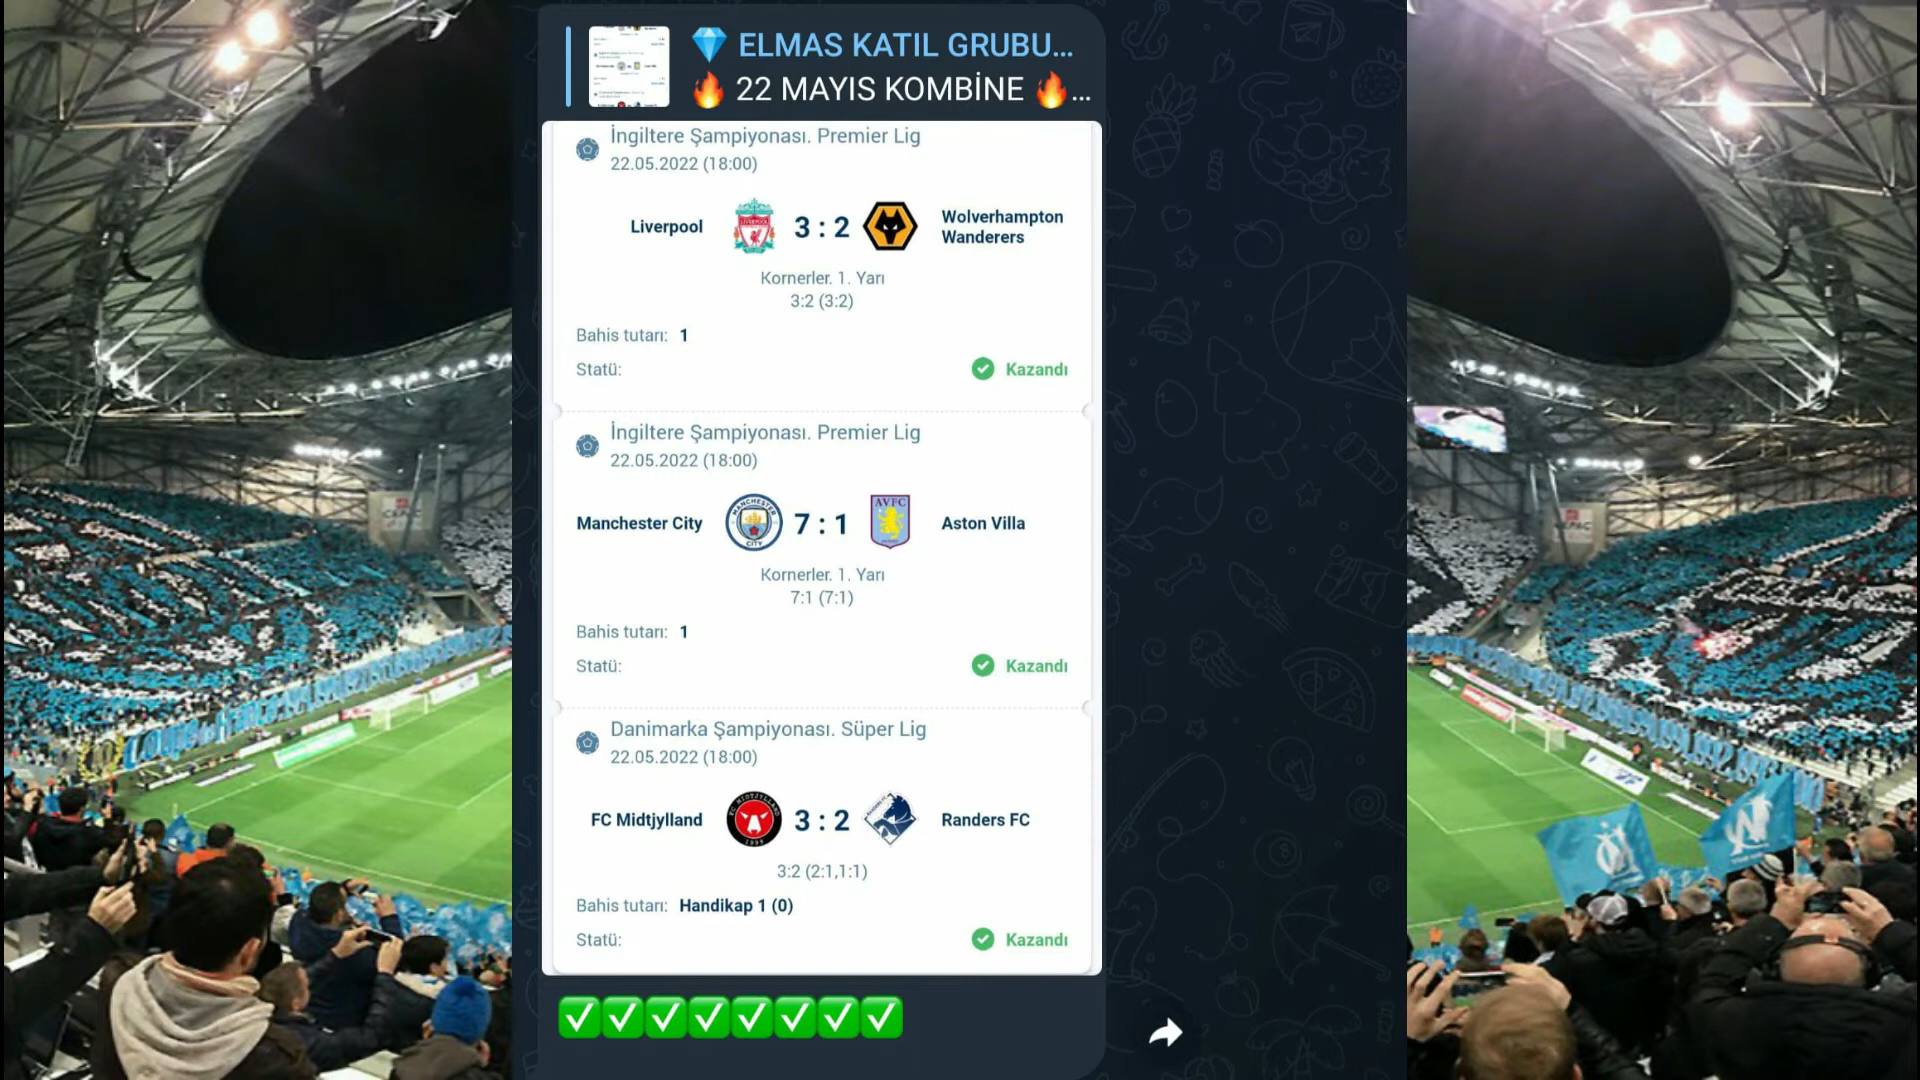 ELMAS KATIL GRUBU...
22 MAYIS KOMBİNE ...
İngiltere Şampiyonası. Premier Lig
22.05.2022 (18:00)
Liverpool 3 : 2 Wolverhampton Wanderers
Kornerler. 1. Yarı
3:2 (3:2)
Bahis tutarı: 1
Statü: Kazandı
İngiltere Şampiyonası. Premier Lig
22.05.2022 (18:00)
Manchester City 7 : 1 Aston Villa
Kornerler. 1. Yarı
7:1 (7:1)
Bahis tutarı: 1
Statü: Kazandı
Danimarka Şampiyonası. Süper Lig
22.05.2022 (18:00)
FC Midtjylland 3 : 2 Randers FC
3:2 (2:1,1:1)
Bahis tutarı: Handikap 1 (0)
Statü: Kazandı